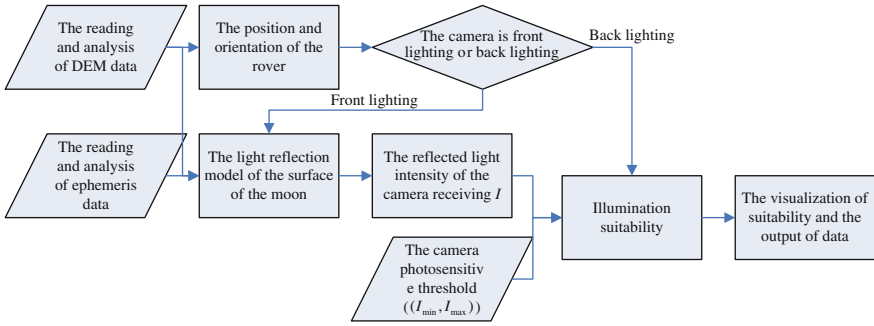 The reading
and analysis
of DEM data
The position and
orientation of the
rover
The camera is front
lighting or back lighting
Back lighting
Front lighting
The reading
and analysis
of ephemeris
data
The light reflection
model of the surface
of the moon
The reflected light
intensity of the
camera receiving I
Illumination
suitability
The visualization of
suitability and the
output of data
The camera
photosensitiv
e threshold
((I_min, I_max))